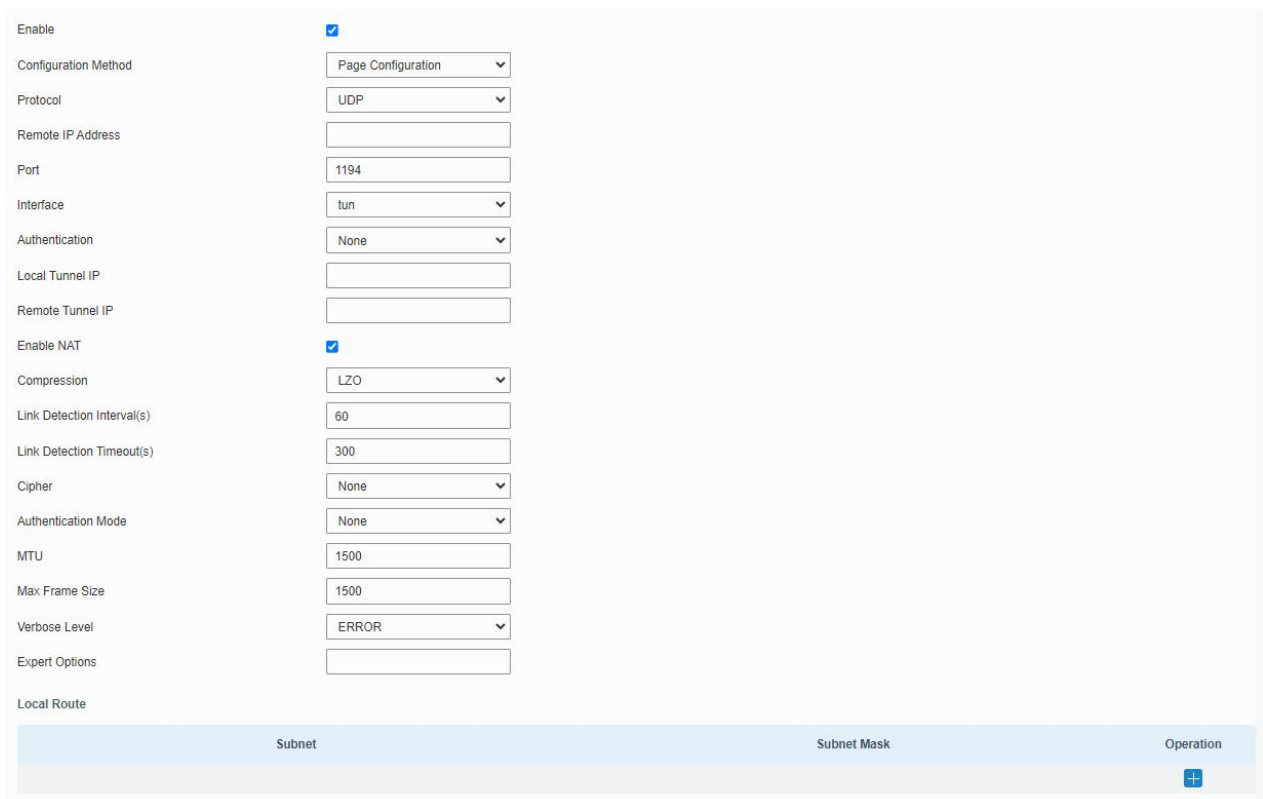 Enable
Configuration Method Page Configuration
Protocol UDP
Remote IP Address
Port 1194
Interface tun
Authentication None
Local Tunnel IP
Remote Tunnel IP
Enable NAT
Compression LZO
Link Detection Interval(s) 60
Link Detection Timeout(s) 300
Cipher None
Authentication Mode None
MTU 1500
Max Frame Size 1500
Verbose Level ERROR
Expert Options
Local Route
Subnet Subnet Mask Operation